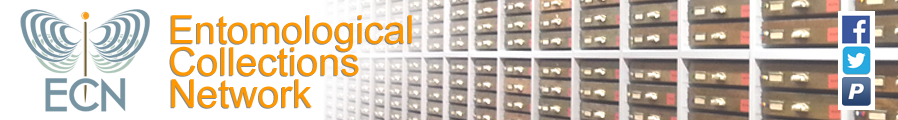 ECN
Entomological
Collections
Network
f
P